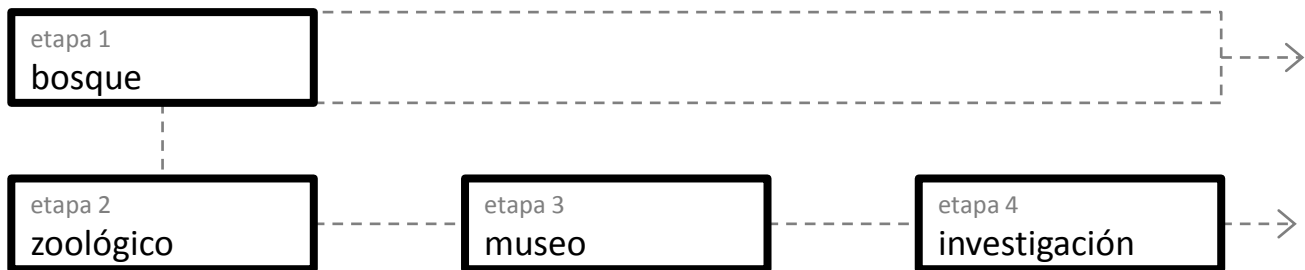 etapa 1
bosque
etapa 2
zoológico
etapa 3
museo
etapa 4
investigación